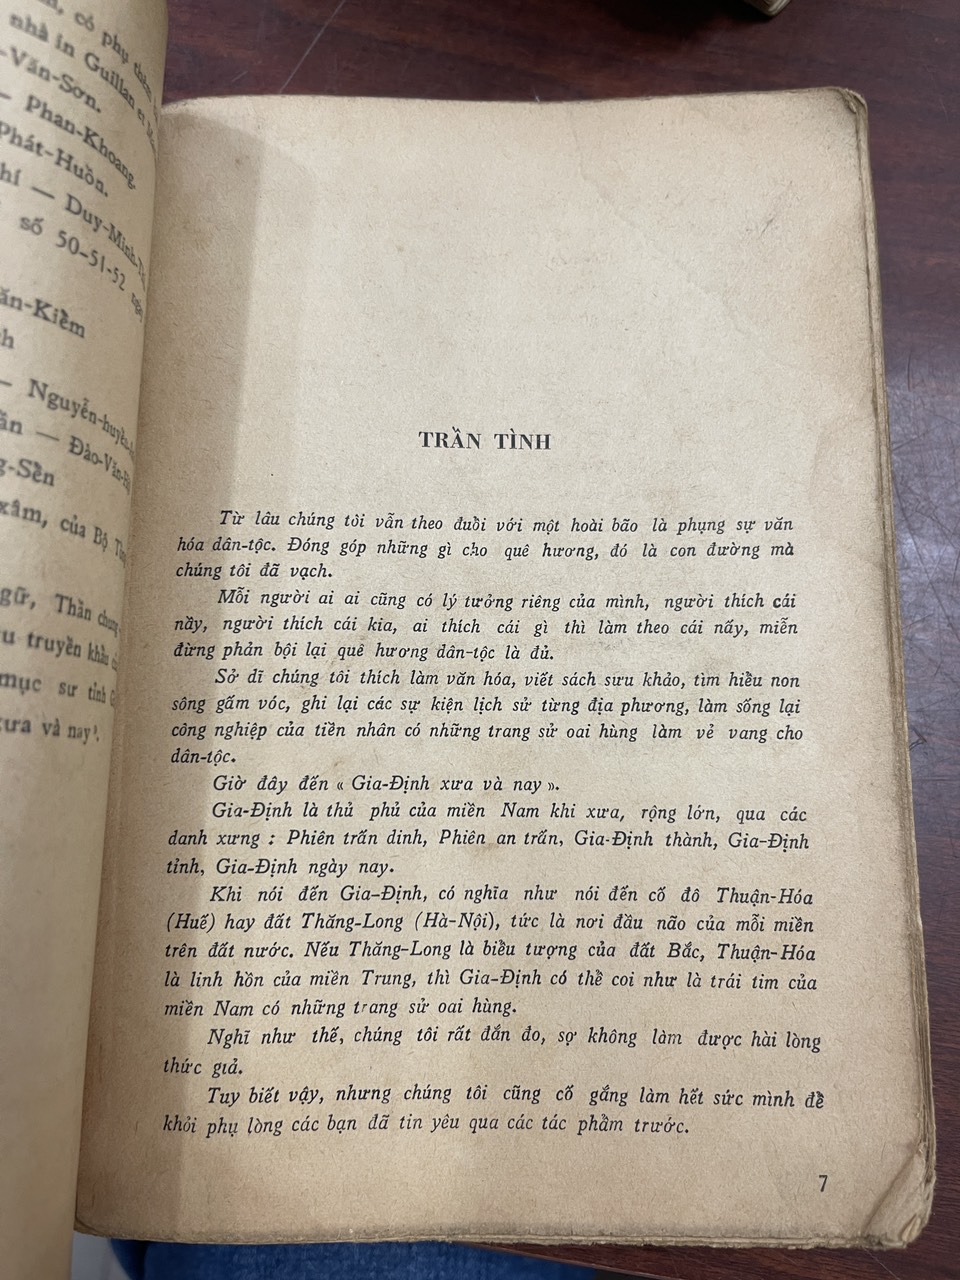 có phụ thêm
nhà in Guillan et
Văn-Sơn.
— Phan-Khoang.
Phát-Huồn.
hí — Duy-Minh-
số 50-51-52
ăn-Kiềm
— Nguyễn-huyền-
— Đào-Văn-
g-Sền
xâm, của Bộ
gữ, Thần chung
truyền khẩu
mục sư tỉnh
xưa và nay
TRẦN TÌNH
Từ lâu chúng tôi vẫn theo đuổi với một hoài bão là phụng sự văn
hóa dân-tộc. Đóng góp những gì cho quê hương, đó là con đường mà
chúng tôi đã vạch.
Mỗi người ai ai cũng có lý tưởng riêng của mình, người thích cái
nầy, người thích cái kia, ai thích cái gì thì làm theo cái nấy, miễn
đừng phản bội lại quê hương dân-tộc là đủ.
Sở dĩ chúng tôi thích làm văn hóa, viết sách sưu khảo, tìm hiểu non
sông gấm vóc, ghi lại các sự kiện lịch sử từng địa phương, làm sống lại
công nghiệp của tiền nhân có những trang sử oai hùng làm vẻ vang cho
dân-tộc.
Giờ đây đến « Gia-Định xưa và nay ».
Gia-Định là thủ phủ của miền Nam khi xưa, rộng lớn, qua các
danh xưng : Phiên trấn dinh, Phiên an trấn, Gia-Định thành, Gia-Định
tỉnh, Gia-Định ngày nay.
Khi nói đến Gia-Định, có nghĩa như nói đến cố đô Thuận-Hóa
(Huế) hay đất Thăng-Long (Hà-Nội), tức là nơi đầu não của mỗi miền
trên đất nước. Nếu Thăng-Long là biểu tượng của đất Bắc, Thuận-Hóa
là linh hồn của miền Trung, thì Gia-Định có thể coi như là trái tim của
miền Nam có những trang sử oai hùng.
Nghĩ như thế, chúng tôi rất đắn đo, sợ không làm được hài lòng
thức giả.
Tuy biết vậy, nhưng chúng tôi cũng cố gắng làm hết sức mình để
khỏi phụ lòng các bạn đã tin yêu qua các tác phẩm trước.
7